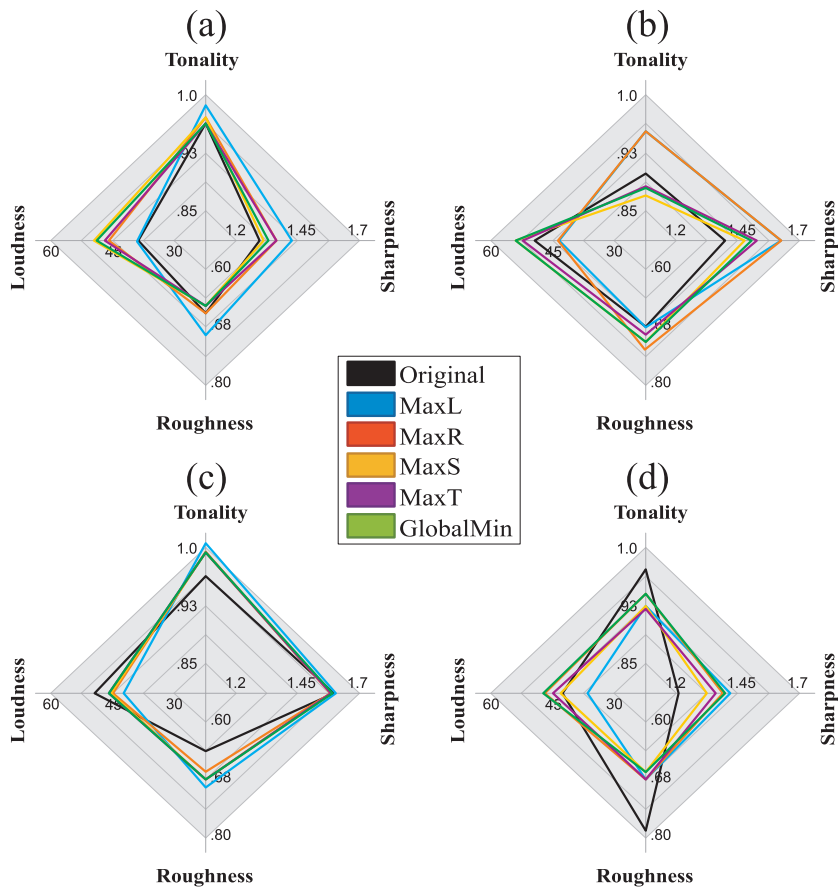 (a)
Tonality
1.0
.93
.85
1.2
1.45
1.7
Sharpness
Loudness
60
45
30
.60
.68
.80
Roughness
(b)
Tonality
1.0
.93
.85
1.2
1.45
1.7
Sharpness
Loudness
60
45
30
.60
.68
.80
Roughness
Original
MaxL
MaxR
MaxS
MaxT
GlobalMin
(c)
Tonality
1.0
.93
.85
1.2
1.45
1.7
Sharpness
Loudness
60
45
30
.60
.68
.80
Roughness
(d)
Tonality
1.0
.93
.85
1.2
1.45
1.7
Sharpness
Loudness
60
45
30
.60
.68
.80
Roughness